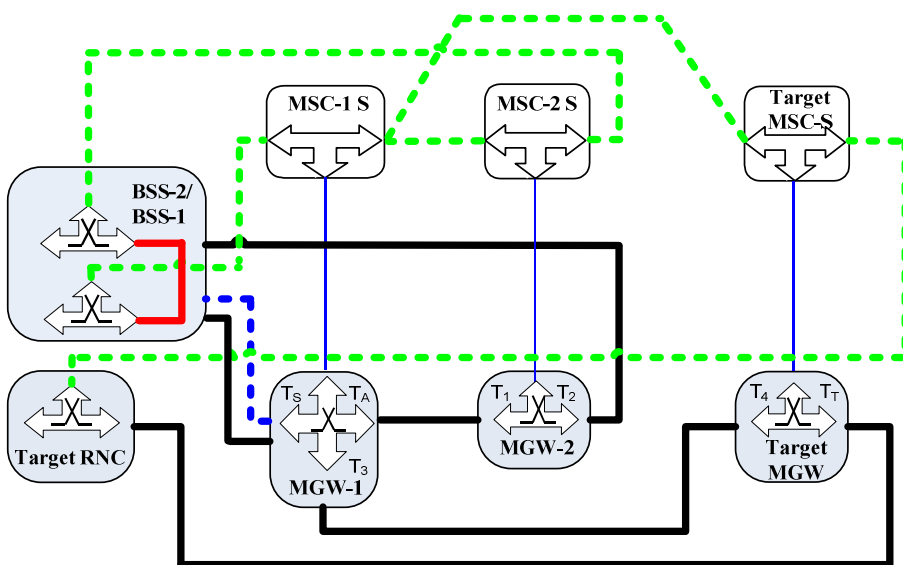 MSC-1 S
MSC-2 S
Target
MSC-S
BSS-2/
BSS-1
TS
TA
T3
MGW-1
T1
T2
MGW-2
T4
TT
Target
MGW
Target RNC